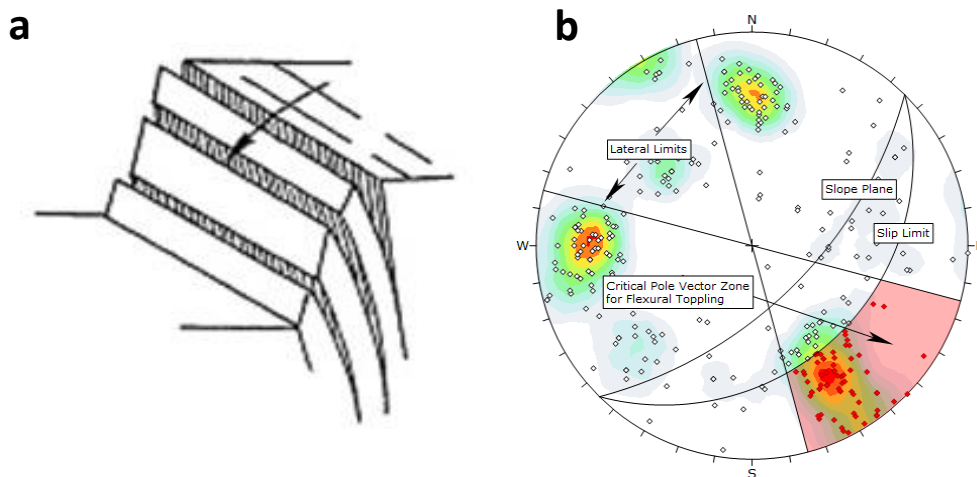 a
b
N
Lateral Limits
Slope Plane
Slip Limit
W
Critical Pole Vector Zone
for Flexural Toppling
S